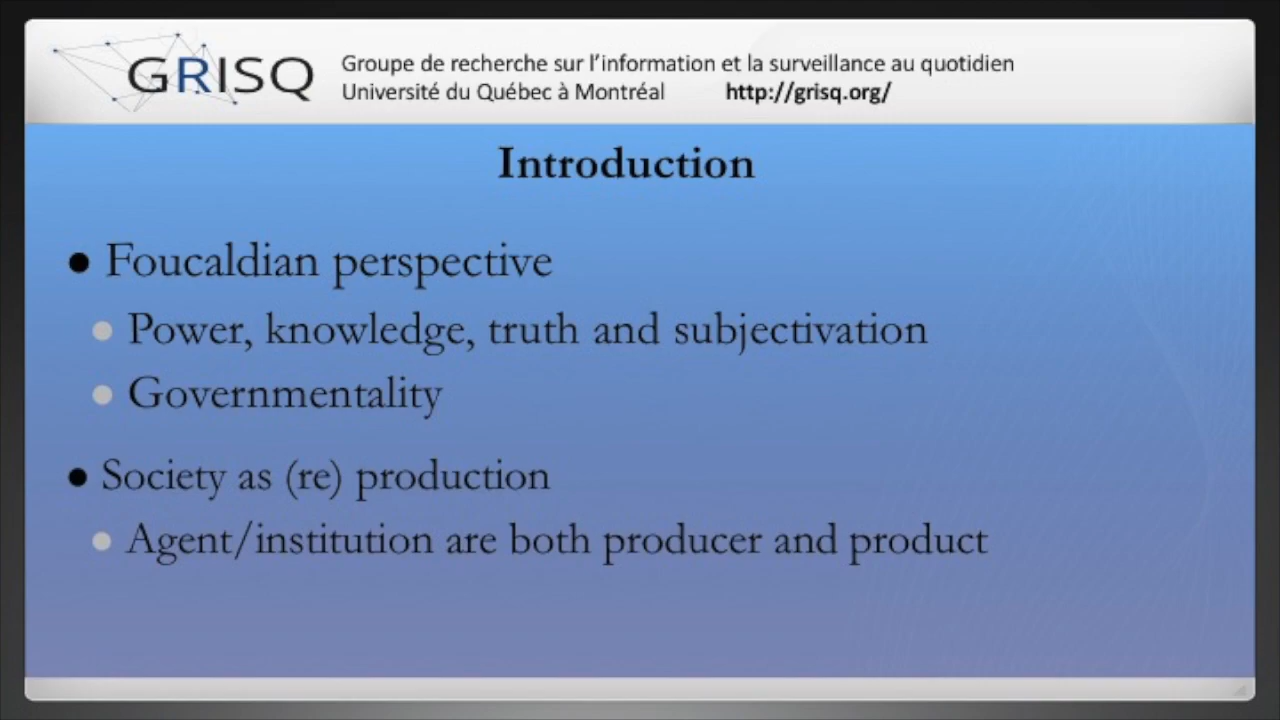 GRISQ
Groupe de recherche sur l'information et la surveillance au quotidien
Université du Québec à Montréal http://grisq.org/
Introduction
● Foucaldian perspective
● Power, knowledge, truth and subjectivation
● Governmentality
● Society as (re) production
● Agent/institution are both producer and product